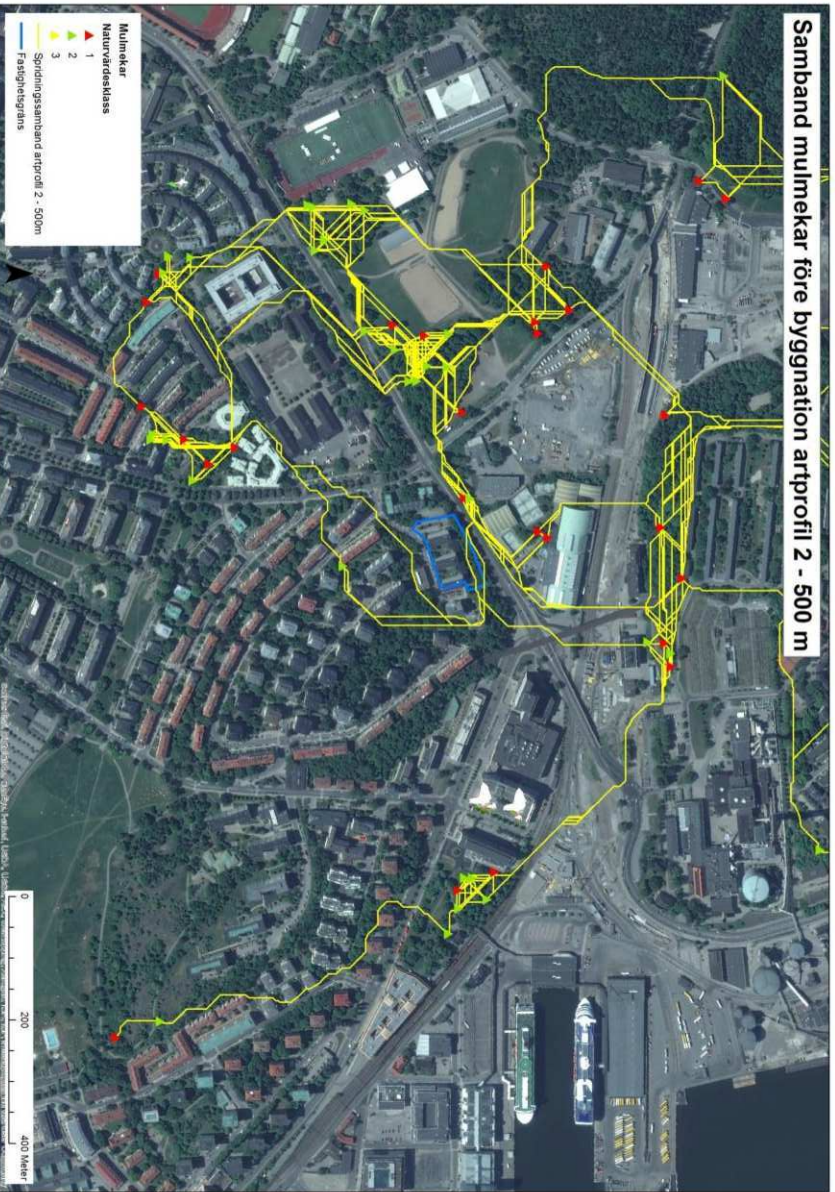 Samband mulmekar före byggnation artprofil 2 - 500 m
Mulmekar
Naturvärdesklass
1
2
3
Spridningssamband artprofil 2 - 500m
Fastighetsgräns
0 200 400 Meter